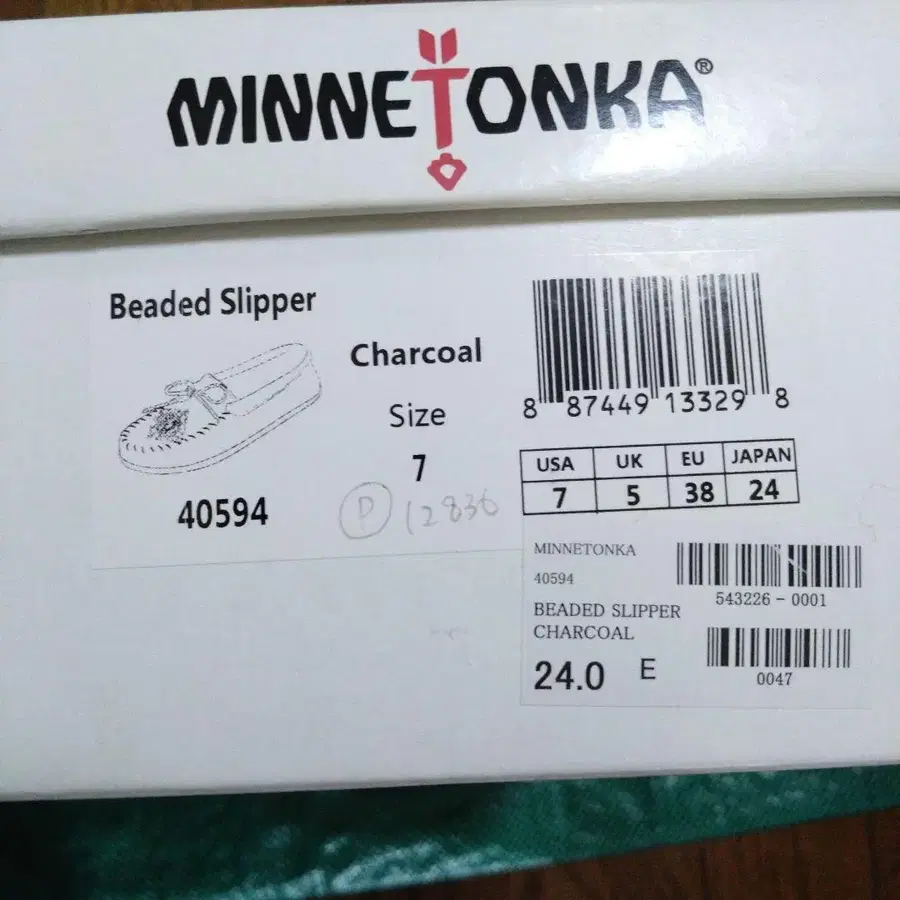 MINNETONKA®
Beaded Slipper
Charcoal
Size
7
40594
P 12836
8 87449 13329 8
USA UK EU JAPAN
7 5 38 24
MINNETONKA
40594
543226-0001
BEADED SLIPPER
CHARCOAL
24.0 E
0047